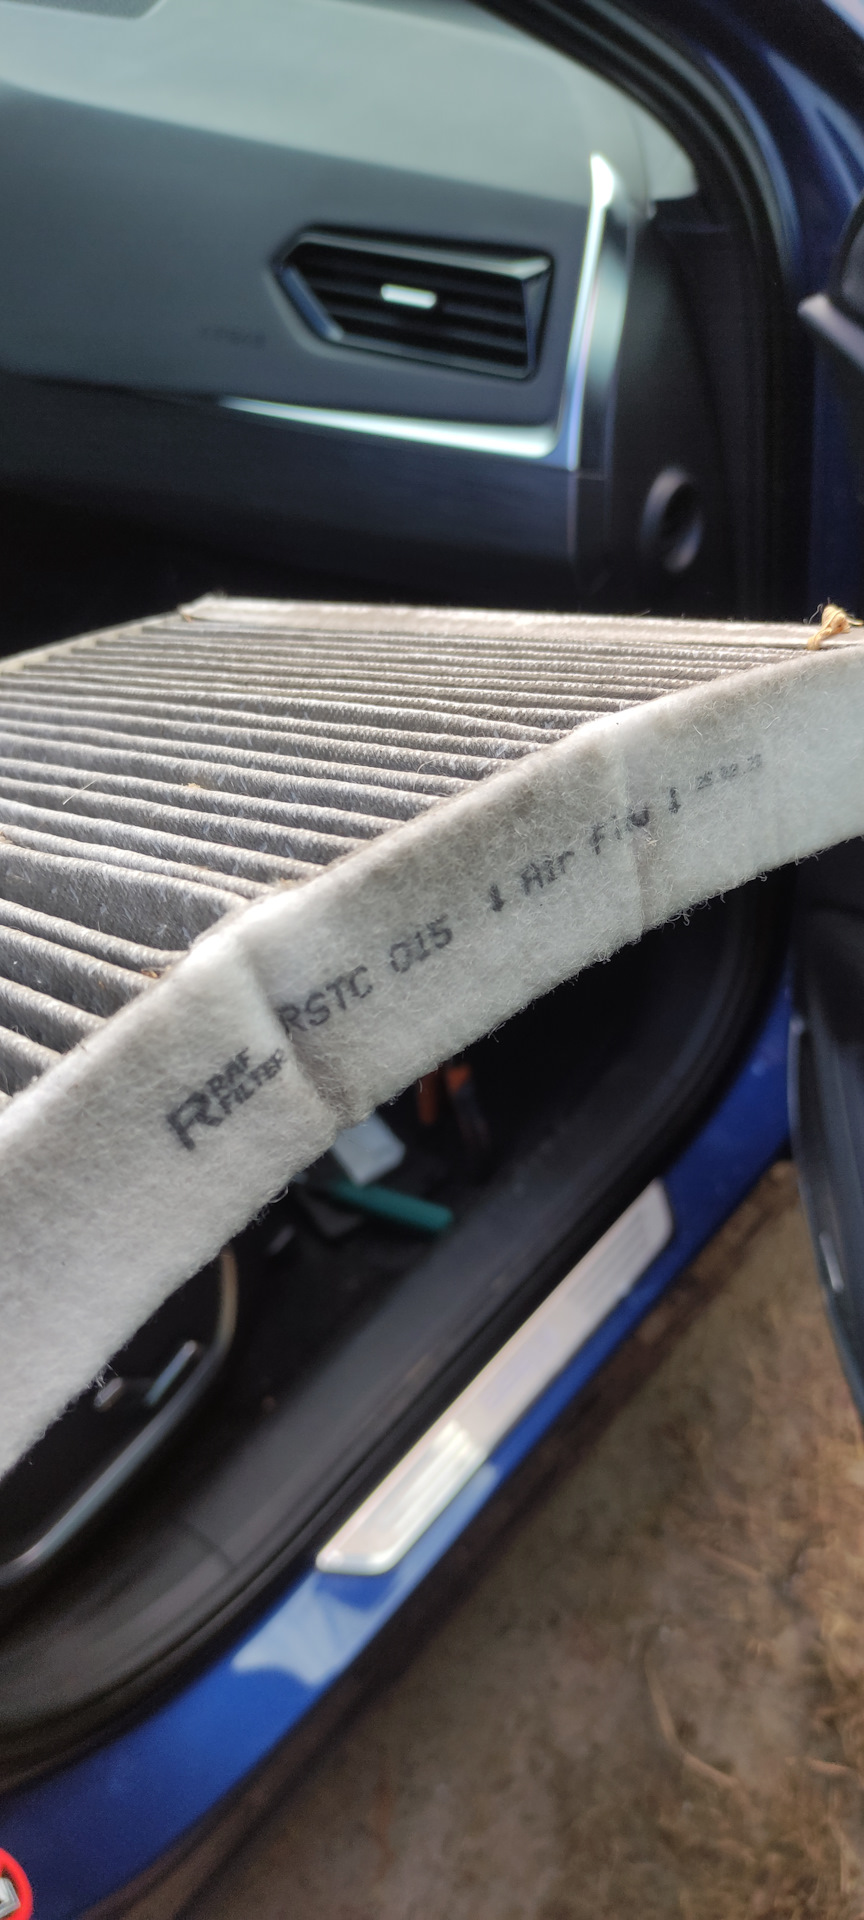 R RAF
FILTER
RSTC 015 ↓ Air Flow ↓